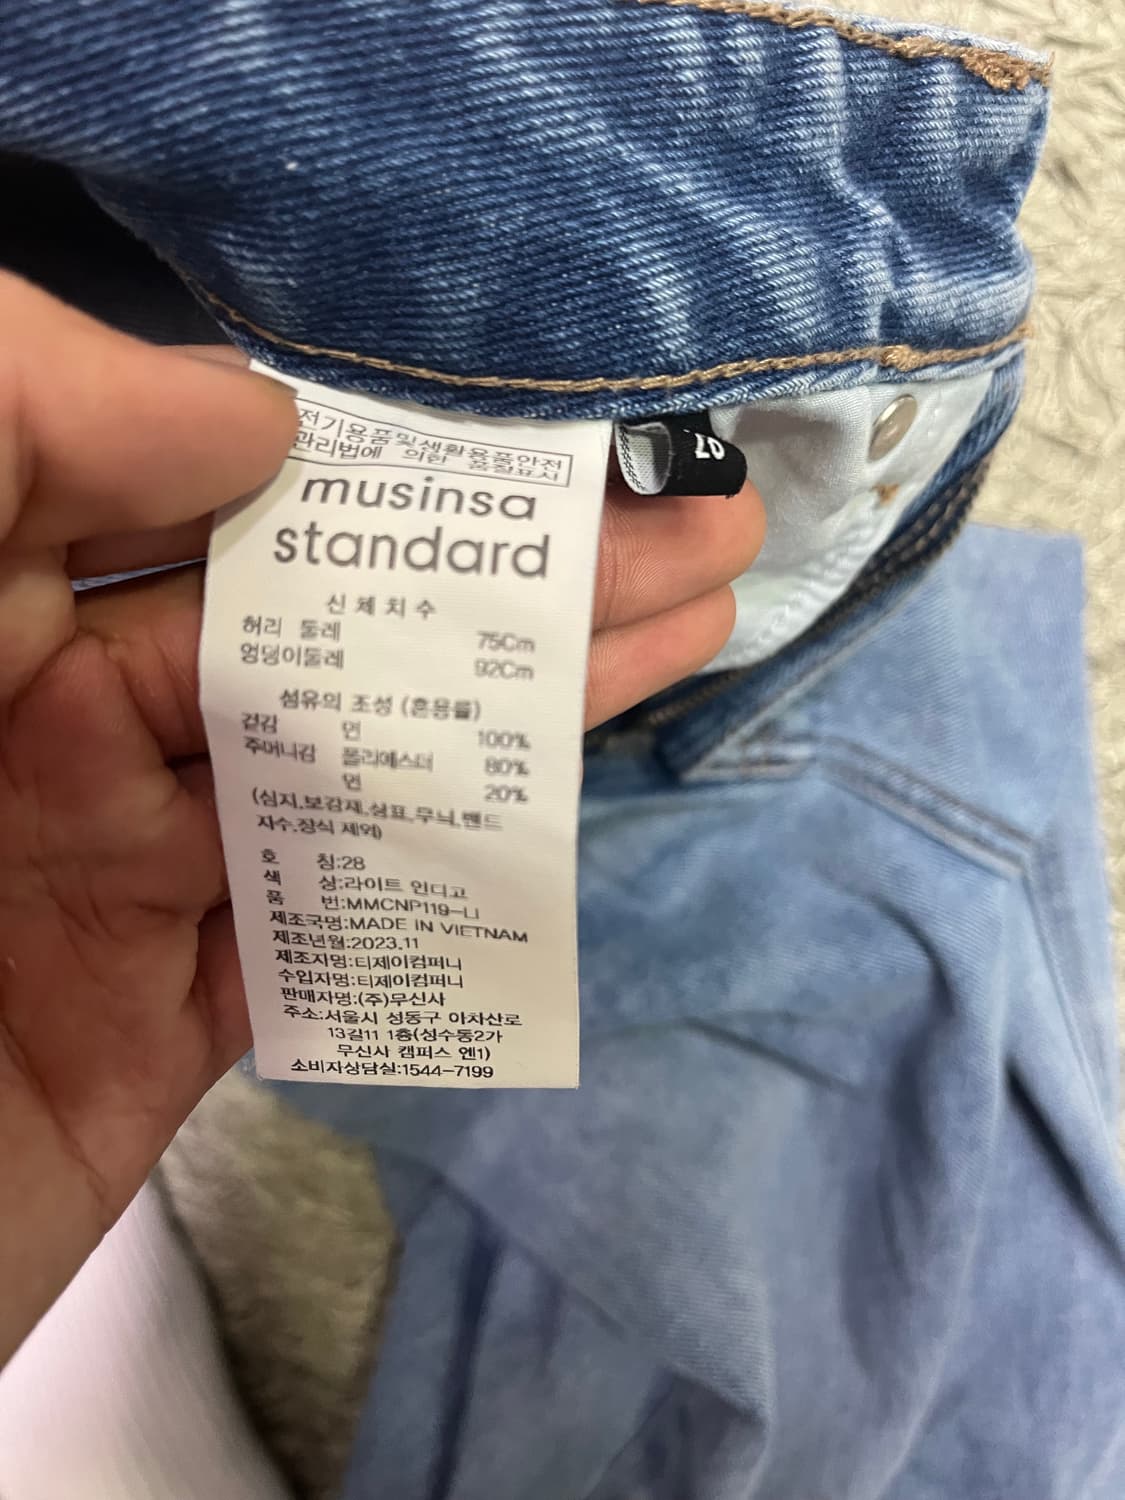 전기용품및생활용품안전
관리법에 의한 품질표시
musinsa
standard
신체치수
허리 둘레 75Cm
엉덩이둘레 92Cm
섬유의 조성 (혼용률)
겉감 면 100%
주머니감 폴리에스터 80%
면 20%
(심지,보강재,상표,무늬,밴드
자수,장식 제외)
호 칭:28
색 상:라이트 인디고
품 번:MMCNP119-LI
제조국명:MADE IN VIETNAM
제조년월:2023.11
제조자명:티제이컴퍼니
수입자명:티제이컴퍼니
판매자명:(주)무신사
주소:서울시 성동구 아차산로
13길11 1층(성수동2가
무신사 캠퍼스 엔1)
소비자상담실:1544-7199